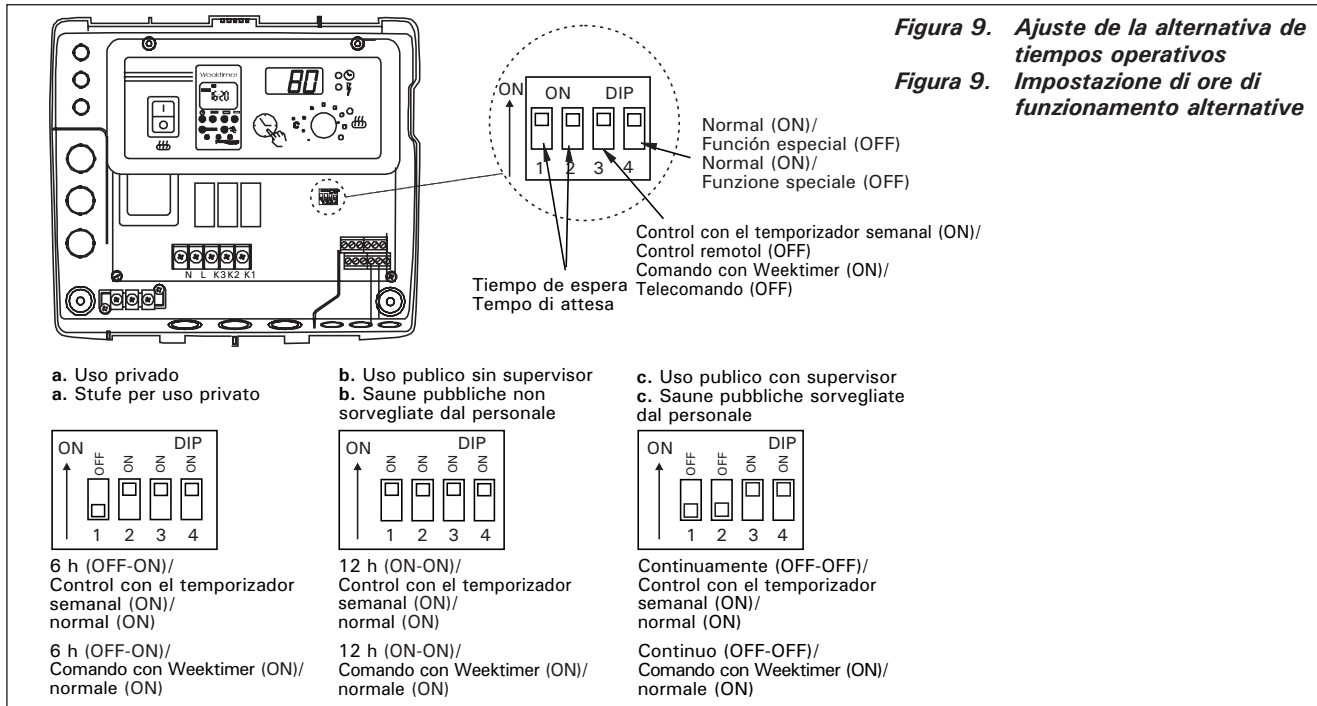 Figura 9. Ajuste de la alternativa de
tiempos operativos
Figura 9. Impostazione di ore di
funzionamento alternative
Weektimer
16:20
80
N L K3 K2 K1
ON
ON DIP
1 2 3 4
Normal (ON)/
Función especial (OFF)
Normal (ON)/
Funzione speciale (OFF)
Control con el temporizador semanal (ON)/
Control remotol (OFF)
Comando con Weektimer (ON)/
Telecomando (OFF)
Tiempo de espera
Tempo di attesa
a. Uso privado
a. Stufe per uso privato
ON DIP
OFF ON ON ON
1 2 3 4
6 h (OFF-ON)/
Control con el temporizador
semanal (ON)/
normal (ON)
6 h (OFF-ON)/
Comando con Weektimer (ON)/
normale (ON)
b. Uso publico sin supervisor
b. Saune pubbliche non
sorvegliate dal personale
ON DIP
ON ON ON ON
1 2 3 4
12 h (ON-ON)/
Control con el temporizador
semanal (ON)/
normal (ON)
12 h (ON-ON)/
Comando con Weektimer (ON)/
normale (ON)
c. Uso publico con supervisor
c. Saune pubbliche sorvegliate
dal personale
ON DIP
OFF OFF ON ON
1 2 3 4
Continuamente (OFF-OFF)/
Control con el temporizador
semanal (ON)/
normal (ON)
Continuo (OFF-OFF)/
Comando con Weektimer (ON)/
normale (ON)